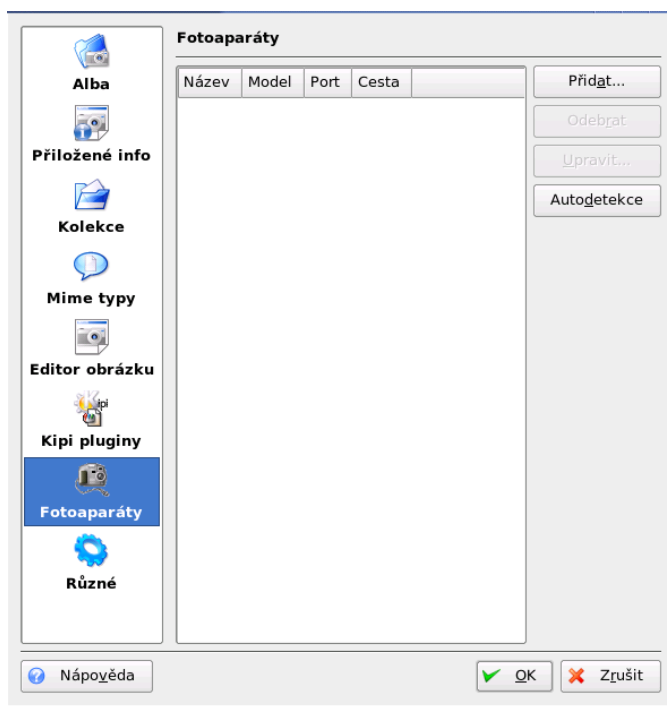 Alba
Přiložené info
Kolekce
Mime typy
Editor obrázku
Kipi
Kipi pluginy
Fotoaparáty
Různé
Fotoaparáty
Název Model Port Cesta
Přidat...
Odebrat
Upravit...
Autodetekce
Nápověda
OK
Zrušit